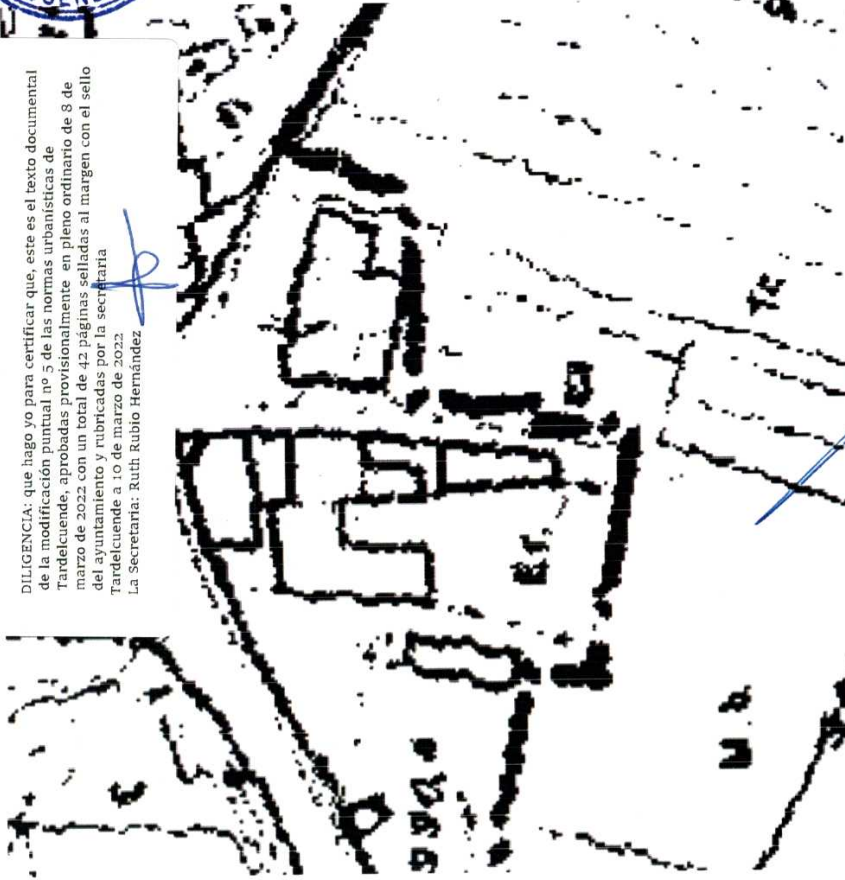 DILIGENCIA: que hago yo para certificar que, este es el texto documental
de la modificación puntual nº 5 de las normas urbanísticas de
Tardelcuende, aprobadas provisionalmente en pleno ordinario de 8 de
marzo de 2022 con un total de 42 páginas selladas al margen con el sello
del ayuntamiento y rubricadas por la secretaria
Tardelcuende a 10 de marzo de 2022
La Secretaria: Ruth Rubio Hernández
Er.